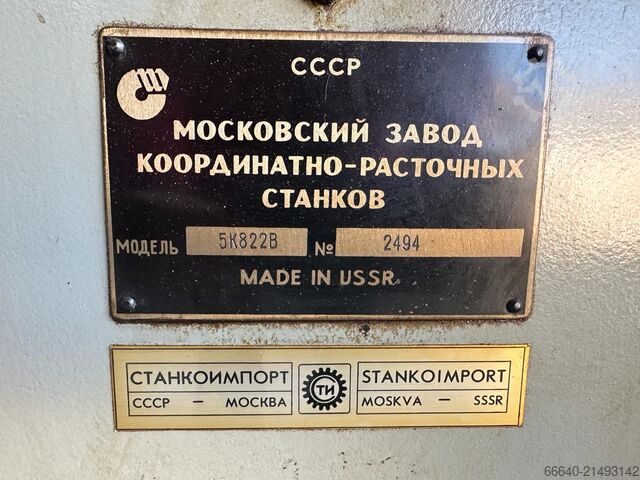 СССР
МОСКОВСКИЙ ЗАВОД
КООРДИНАТНО-РАСТОЧНЫХ
СТАНКОВ
МОДЕЛЬ 5К822В № 2494
MADE IN USSR
СТАНКОИМПОРТ ТИ STANKOIMPORT
СССР — МОСКВА MOSKVA — SSSR
66640-21493142